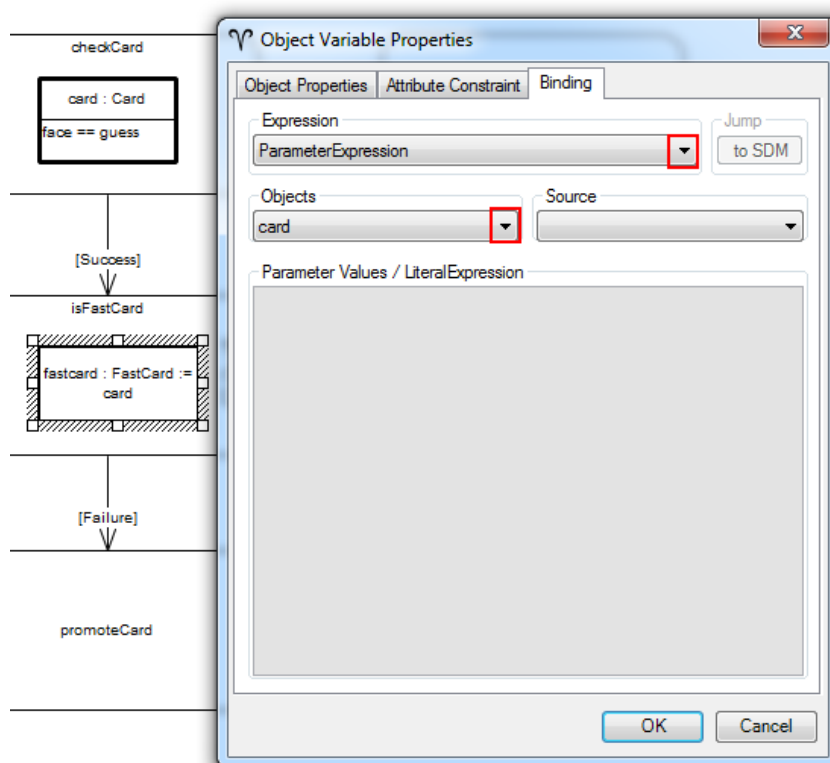 checkCard
card : Card
face == guess
[Success]
isFastCard
fastcard : FastCard :=
card
[Failure]
promoteCard
Object Variable Properties
Object Properties
Attribute Constraint
Binding
Expression
ParameterExpression
Jump
to SDM
Objects
card
Source
Parameter Values / LiteralExpression
OK
Cancel